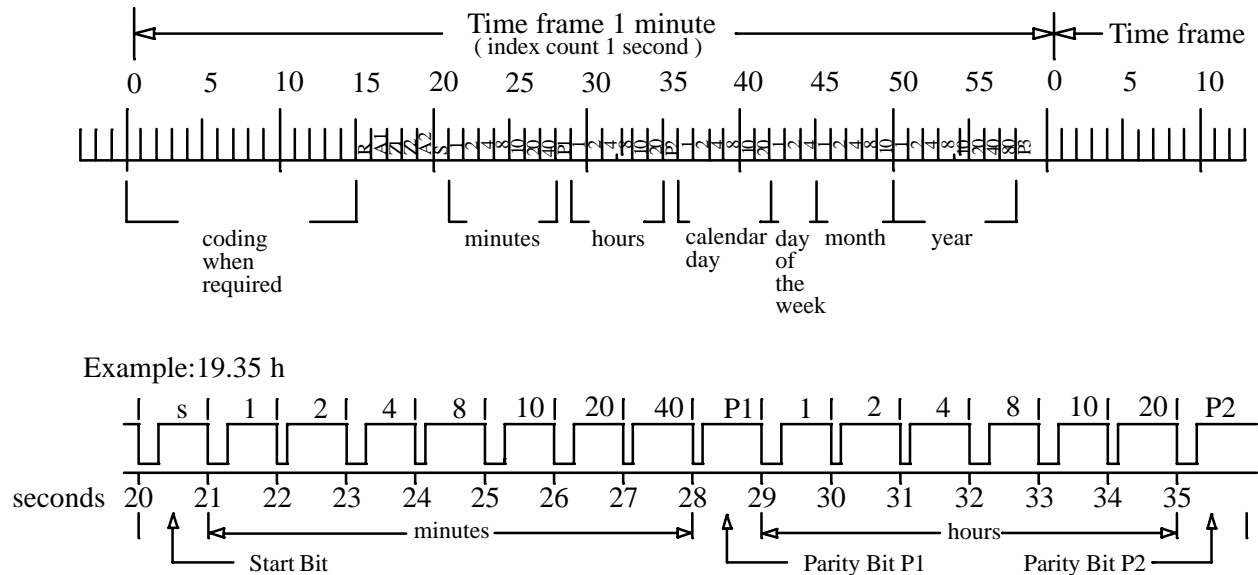 Time frame 1 minute
( index count 1 second )
Time frame
0 5 10 15 20 25 30 35 40 45 50 55 0 5 10
R A1 Z1 Z2 A2 S 1 2 4 8 10 20 40 P1 1 2 4 8 10 20 P2 1 2 4 8 10 20 1 2 4 1 2 4 8 10 1 2 4 8 10 20 40 80 P3
coding when required
minutes
hours
calendar day
day of the week
month
year
Example:19.35 h
s 1 2 4 8 10 20 40 P1 1 2 4 8 10 20 P2
seconds 20 21 22 23 24 25 26 27 28 29 30 31 32 33 34 35
minutes hours
Start Bit Parity Bit P1 Parity Bit P2